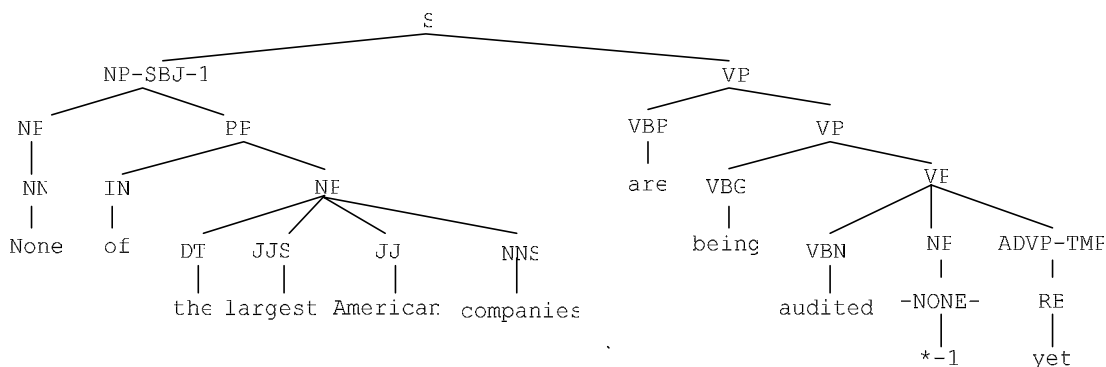 S
NP-SBJ-1 VP
NP PP VBP VP
NN IN NP are VBG VP
None of DT JJS JJ NNS being VBN NP ADVP-TMP
the largest American companies audited -NONE- RB
*-1 yet